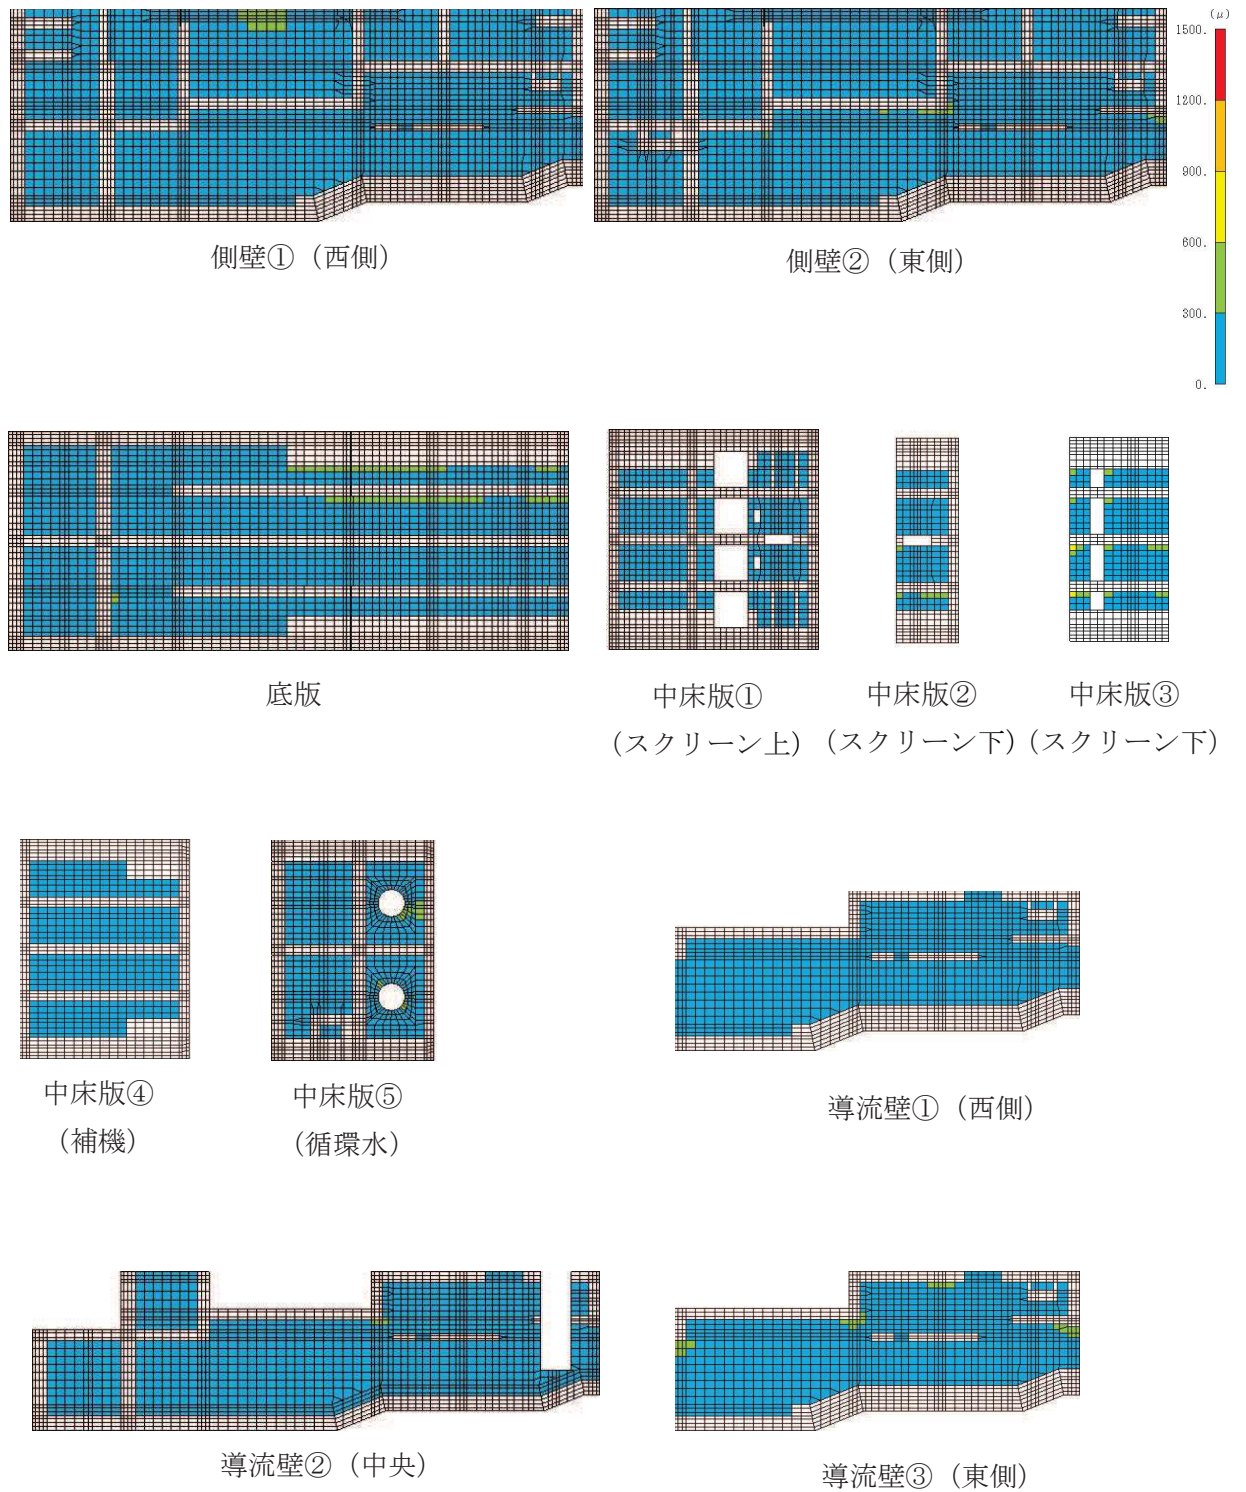 (μ)
1500.
1200.
900.
600.
300.
0.
側壁①（西側）
側壁②（東側）
底版
中床版①
（スクリーン上）
中床版②
（スクリーン下）
中床版③
（スクリーン下）
中床版④
（補機）
中床版⑤
（循環水）
導流壁①（西側）
導流壁②（中央）
導流壁③（東側）